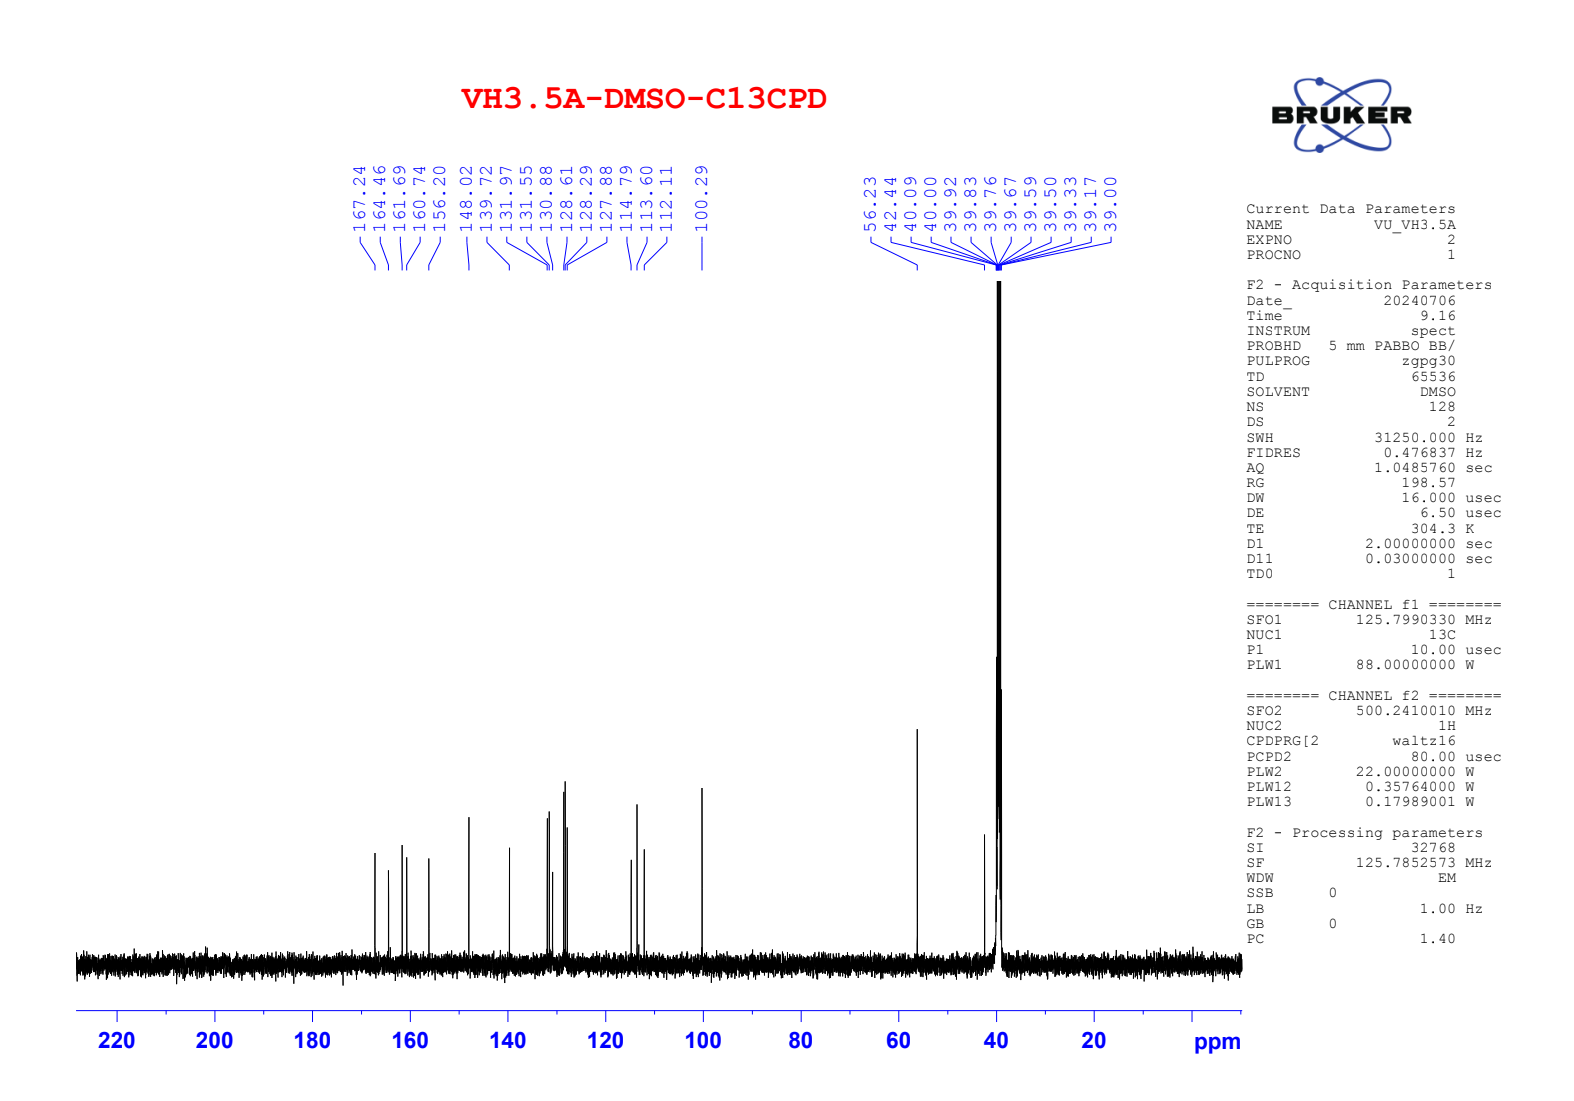 VH3.5A-DMSO-C13CPD
BRUKER
167.24
164.46
161.69
160.74
156.20
148.02
139.72
131.97
131.55
130.88
128.61
128.29
127.88
114.79
113.60
112.11
100.29
56.23
42.44
40.09
40.00
39.92
39.83
39.76
39.67
39.59
39.50
39.33
39.17
39.00
Current Data Parameters
NAME VU_VH3.5A
EXPNO 2
PROCNO 1
F2 - Acquisition Parameters
Date_ 20240706
Time 9.16
INSTRUM spect
PROBHD 5 mm PABBO BB/
PULPROG zgpg30
TD 65536
SOLVENT DMSO
NS 128
DS 2
SWH 31250.000 Hz
FIDRES 0.476837 Hz
AQ 1.0485760 sec
RG 198.57
DW 16.000 usec
DE 6.50 usec
TE 304.3 K
D1 2.00000000 sec
D11 0.03000000 sec
TD0 1
======== CHANNEL f1 ========
SFO1 125.7990330 MHz
NUC1 13C
P1 10.00 usec
PLW1 88.00000000 W
======== CHANNEL f2 ========
SFO2 500.2410010 MHz
NUC2 1H
CPDPRG[2 waltz16
PCPD2 80.00 usec
PLW2 22.00000000 W
PLW12 0.35764000 W
PLW13 0.17989001 W
F2 - Processing parameters
SI 32768
SF 125.7852573 MHz
WDW EM
SSB 0
LB 1.00 Hz
GB 0
PC 1.40
220 200 180 160 140 120 100 80 60 40 20 ppm